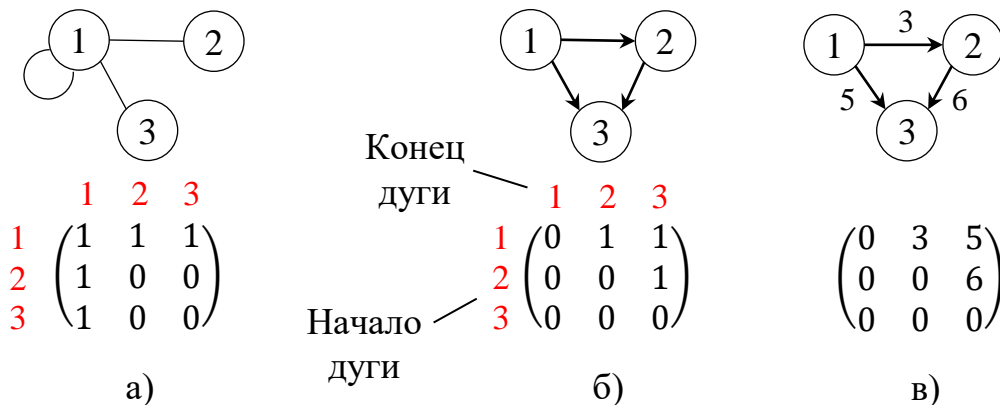 1 2
3
1 2
3
3
1 2
5 6
3
Конец
дуги
1 2 3
1 (1 1 1)
2 (1 0 0)
3 (1 0 0)
1 2 3
1 (0 1 1)
2 (0 0 1)
3 (0 0 0)
Начало
дуги
(0 3 5)
(0 0 6)
(0 0 0)
а) б) в)